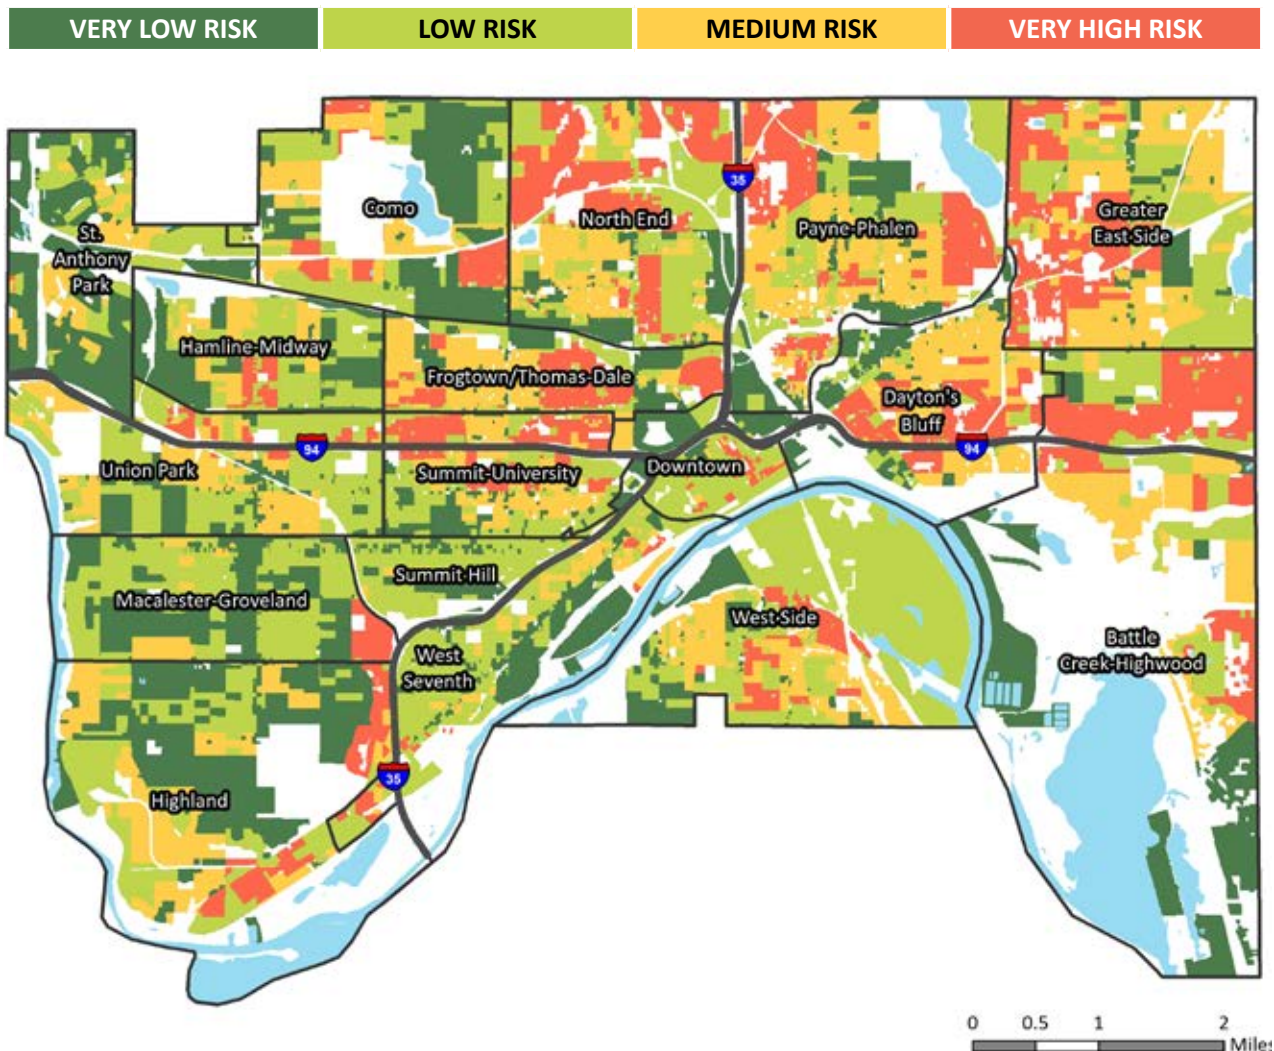 VERY LOW RISK
LOW RISK
MEDIUM RISK
VERY HIGH RISK
Como
North End
35
Payne-Phalen
Greater
East-Side
St.
Anthony
Park
Hamline-Midway
Frogtown/Thomas-Dale
Dayton's
Bluff
94
94
Union Park
Summit-University
Downtown
Summit-Hill
Macalester-Groveland
West-Side
West
Seventh
Battle
Creek-Highwood
35
Highland
0 0.5 1 2
Miles